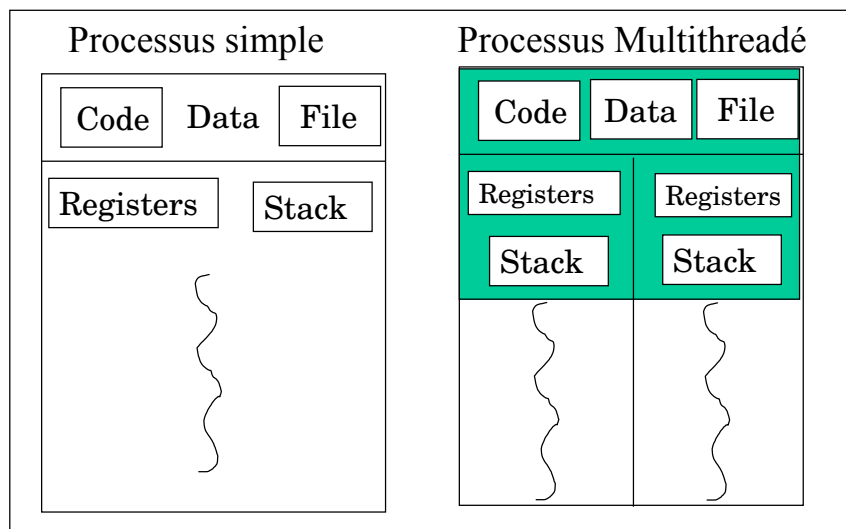 Processus simple
Code Data File
Registers Stack
Processus Multithreadé
Code Data File
Registers Registers
Stack Stack